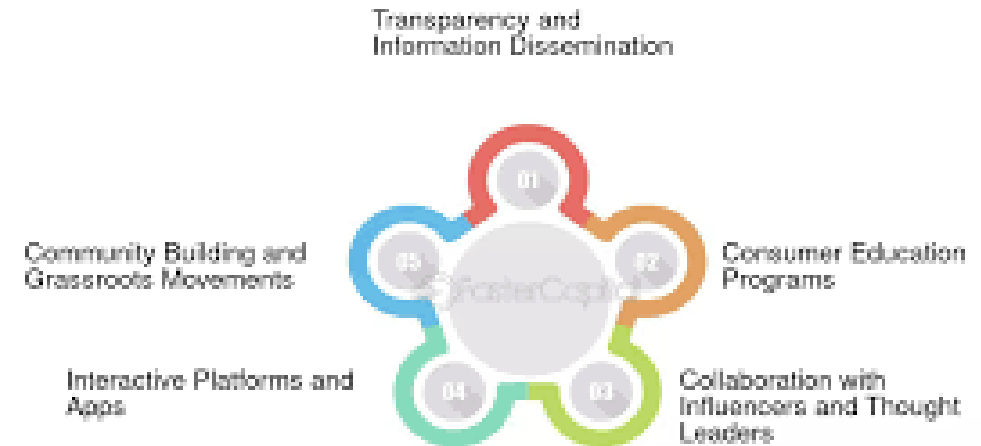 Transparency and
Information Dissemination
01
Community Building and
Grassroots Movements
05
02
Consumer Education
Programs
FasterCapital
Interactive Platforms and
Apps
04
03
Collaboration with
Influencers and Thought
Leaders